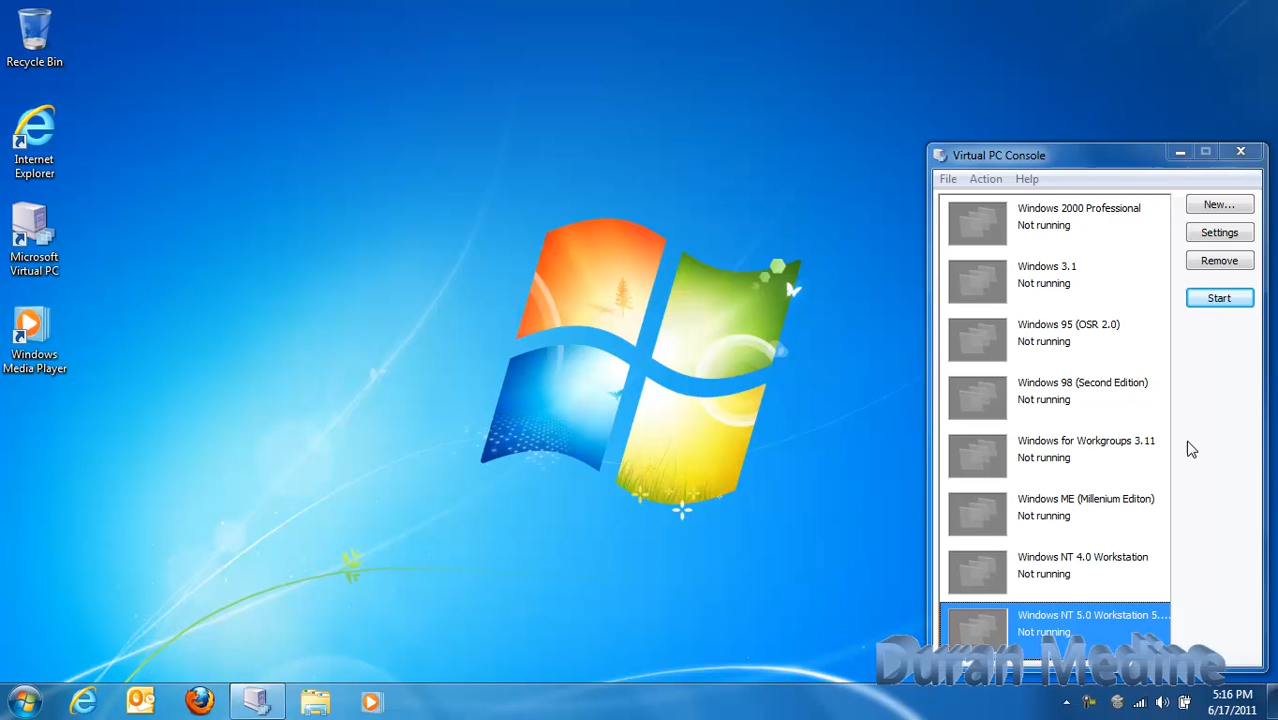 Recycle Bin
Internet
Explorer
Microsoft
Virtual PC
Windows
Media Player
Virtual PC Console
File Action Help
Windows 2000 Professional
Not running
Windows 3.1
Not running
Windows 95 (OSR 2.0)
Not running
Windows 98 (Second Edition)
Not running
Windows for Workgroups 3.11
Not running
Windows ME (Millenium Editon)
Not running
Windows NT 4.0 Workstation
Not running
Windows NT 5.0 Workstation 5....
Not running
New...
Settings
Remove
Start
Duran Medine
5:16 PM
6/17/2011